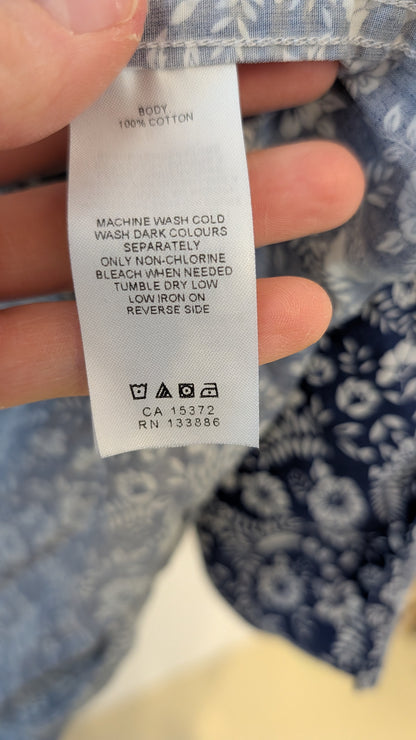 BODY
100% COTTON
MACHINE WASH COLD
WASH DARK COLOURS
SEPARATELY
ONLY NON-CHLORINE
BLEACH WHEN NEEDED
TUMBLE DRY LOW
LOW IRON ON
REVERSE SIDE
CA 15372
RN 133886